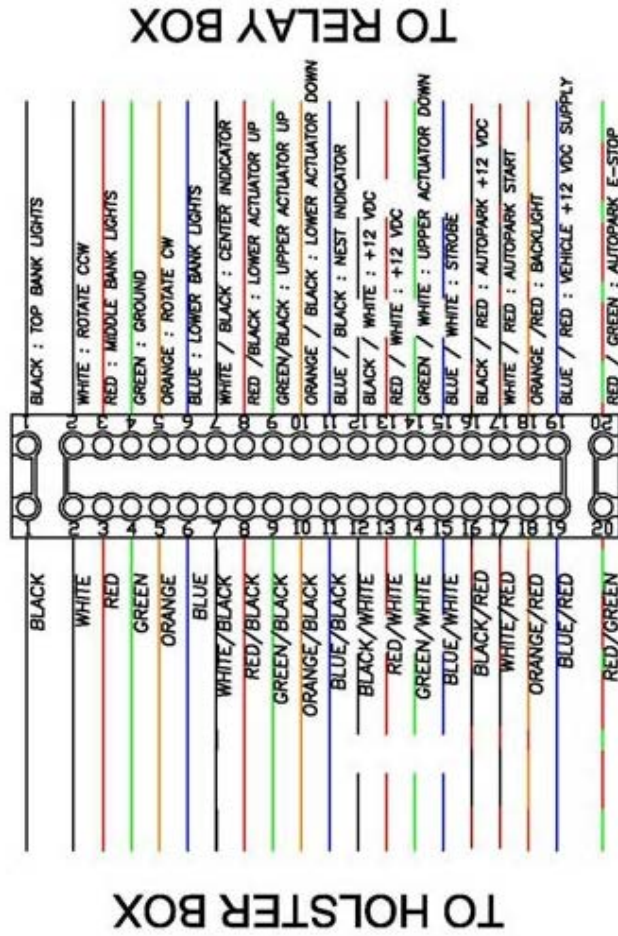 TO RELAY BOX
BLACK : TOP BANK LIGHTS
WHITE : ROTATE CCW
RED : MIDDLE BANK LIGHTS
GREEN : GROUND
ORANGE : ROTATE CW
BLUE : LOWER BANK LIGHTS
WHITE / BLACK : CENTER INDICATOR
RED /BLACK : LOWER ACTUATOR UP
GREEN/BLACK : UPPER ACTUATOR UP
ORANGE / BLACK : LOWER ACTUATOR DOWN
BLUE / BLACK : NEST INDICATOR
BLACK / WHITE : +12 VDC
RED / WHITE : +12 VDC
GREEN / WHITE : UPPER ACTUATOR DOWN
BLUE / WHITE : STROBE
BLACK / RED : AUTOPARK +12 VDC
WHITE / RED : AUTOPARK START
ORANGE /RED : BACKLIGHT
BLUE / RED : VEHICLE +12 VDC SUPPLY
RED / GREEN : AUTOPARK E-STOP
1 2 3 4 5 6 7 8 9 10 11 12 13 14 15 16 17 18 19 20
1 2 3 4 5 6 7 8 9 10 11 12 13 14 15 16 17 18 19 20
BLACK
WHITE
RED
GREEN
ORANGE
BLUE
WHITE/BLACK
RED/BLACK
GREEN/BLACK
ORANGE/BLACK
BLUE/BLACK
BLACK/WHITE
RED/WHITE
GREEN/WHITE
BLUE/WHITE
BLACK/RED
WHITE/RED
ORANGE/RED
BLUE/RED
RED/GREEN
TO HOLSTER BOX